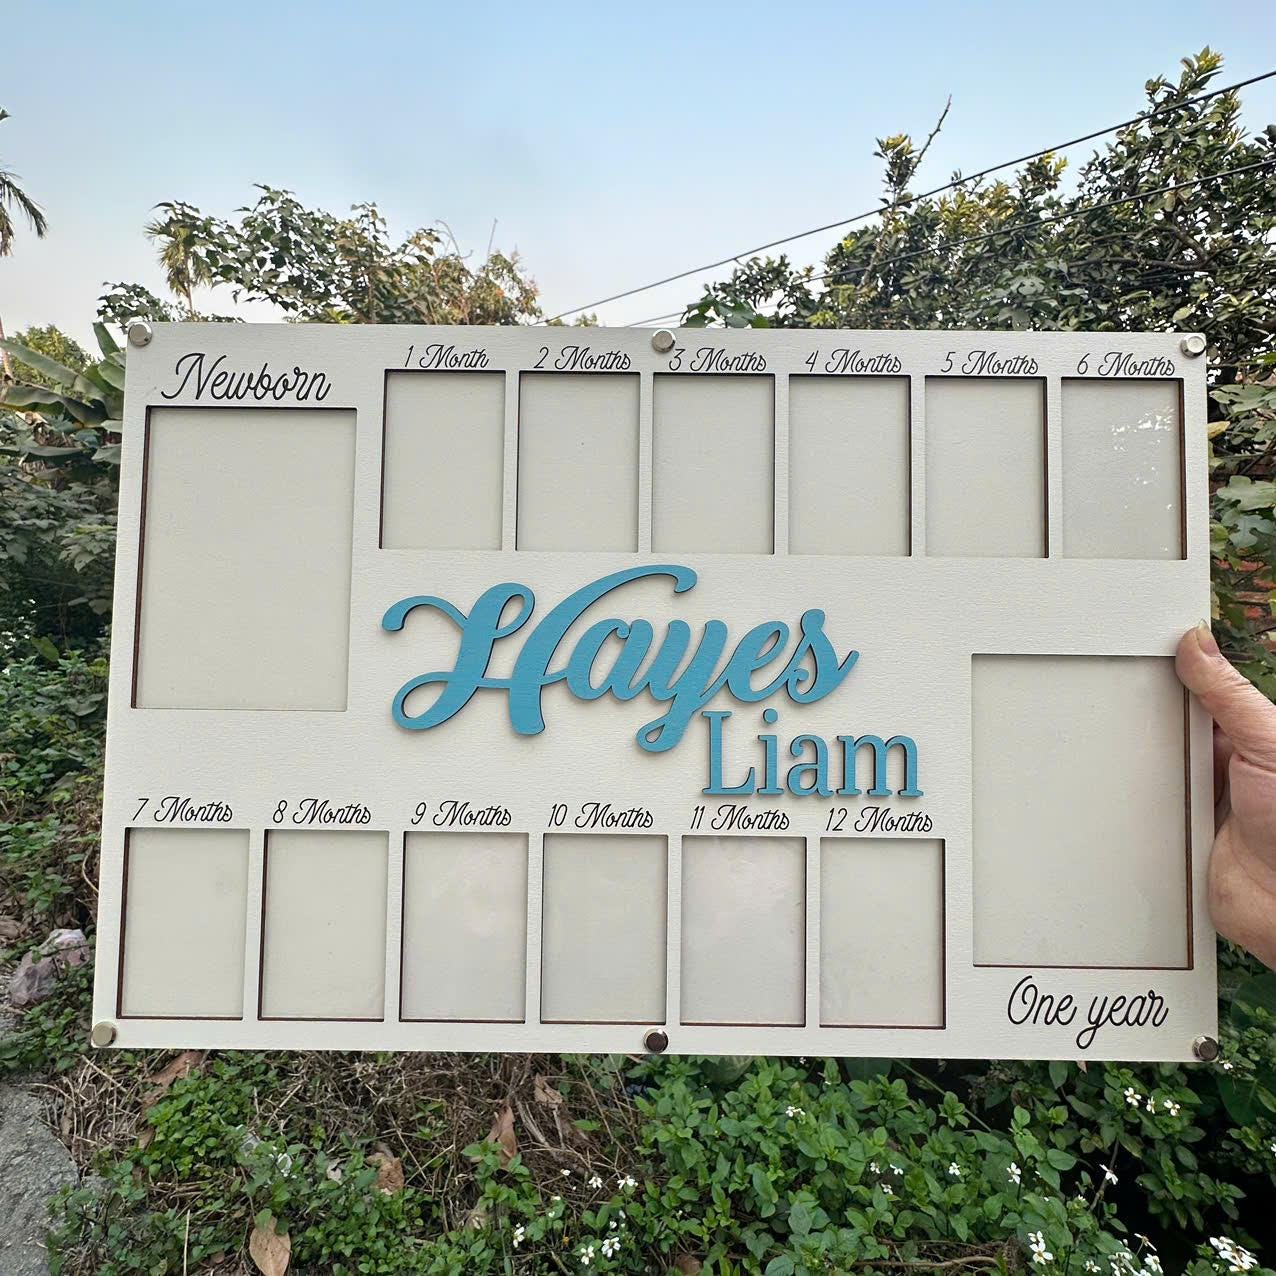 Newborn
1 Month
2 Months
3 Months
4 Months
5 Months
6 Months
Hayes
Liam
7 Months
8 Months
9 Months
10 Months
11 Months
12 Months
One year